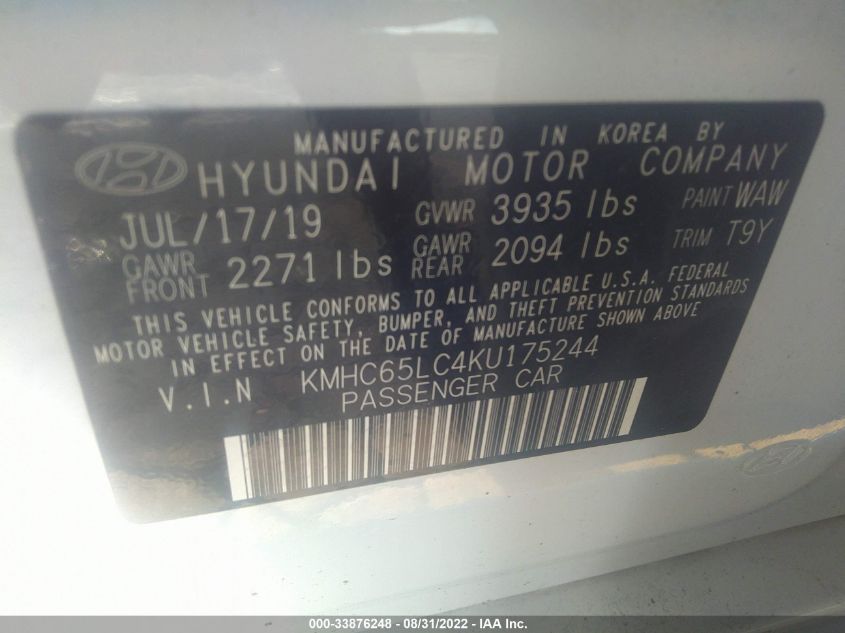 MANUFACTURED IN KOREA BY
HYUNDAI MOTOR COMPANY
JUL/17/19 GVWR 3935 lbs PAINT WAW
GAWR FRONT 2271 lbs GAWR REAR 2094 lbs TRIM T9Y
THIS VEHICLE CONFORMS TO ALL APPLICABLE U.S.A. FEDERAL
MOTOR VEHICLE SAFETY, BUMPER, AND THEFT PREVENTION STANDARDS
IN EFFECT ON THE DATE OF MANUFACTURE SHOWN ABOVE
V.I.N KMHC65LC4KU175244
PASSENGER CAR
000-33876248 - 08/31/2022 - IAA Inc.